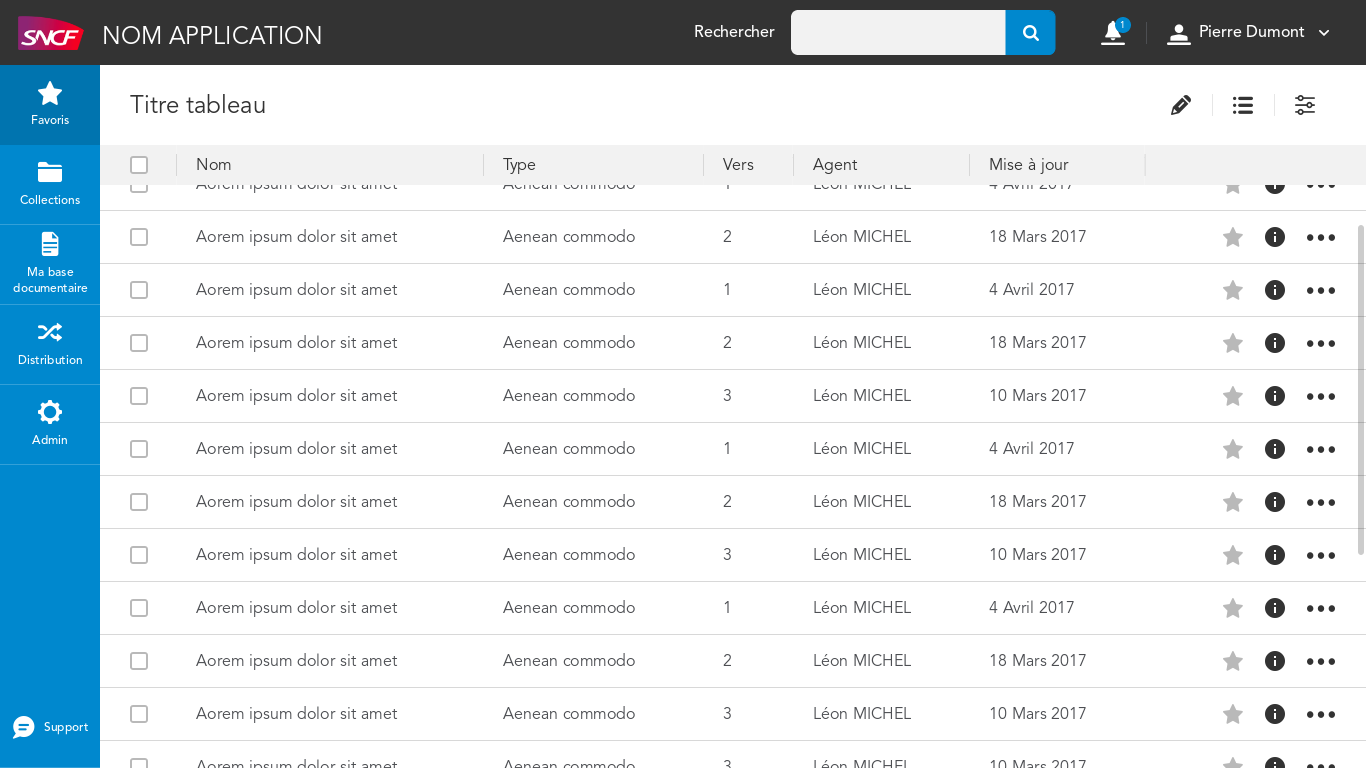 SNCF
NOM APPLICATION
Rechercher
1
Pierre Dumont
Favoris
Collections
Ma base
documentaire
Distribution
Admin
Support
Titre tableau
Nom Type Vers Agent Mise à jour
Aorem ipsum dolor sit amet Aenean commodo 1 Léon MICHEL 4 Avril 2017
Aorem ipsum dolor sit amet Aenean commodo 2 Léon MICHEL 18 Mars 2017
Aorem ipsum dolor sit amet Aenean commodo 1 Léon MICHEL 4 Avril 2017
Aorem ipsum dolor sit amet Aenean commodo 2 Léon MICHEL 18 Mars 2017
Aorem ipsum dolor sit amet Aenean commodo 3 Léon MICHEL 10 Mars 2017
Aorem ipsum dolor sit amet Aenean commodo 1 Léon MICHEL 4 Avril 2017
Aorem ipsum dolor sit amet Aenean commodo 2 Léon MICHEL 18 Mars 2017
Aorem ipsum dolor sit amet Aenean commodo 3 Léon MICHEL 10 Mars 2017
Aorem ipsum dolor sit amet Aenean commodo 1 Léon MICHEL 4 Avril 2017
Aorem ipsum dolor sit amet Aenean commodo 2 Léon MICHEL 18 Mars 2017
Aorem ipsum dolor sit amet Aenean commodo 3 Léon MICHEL 10 Mars 2017
Aorem ipsum dolor sit amet Aenean commodo 3 Léon MICHEL 10 Mars 2017